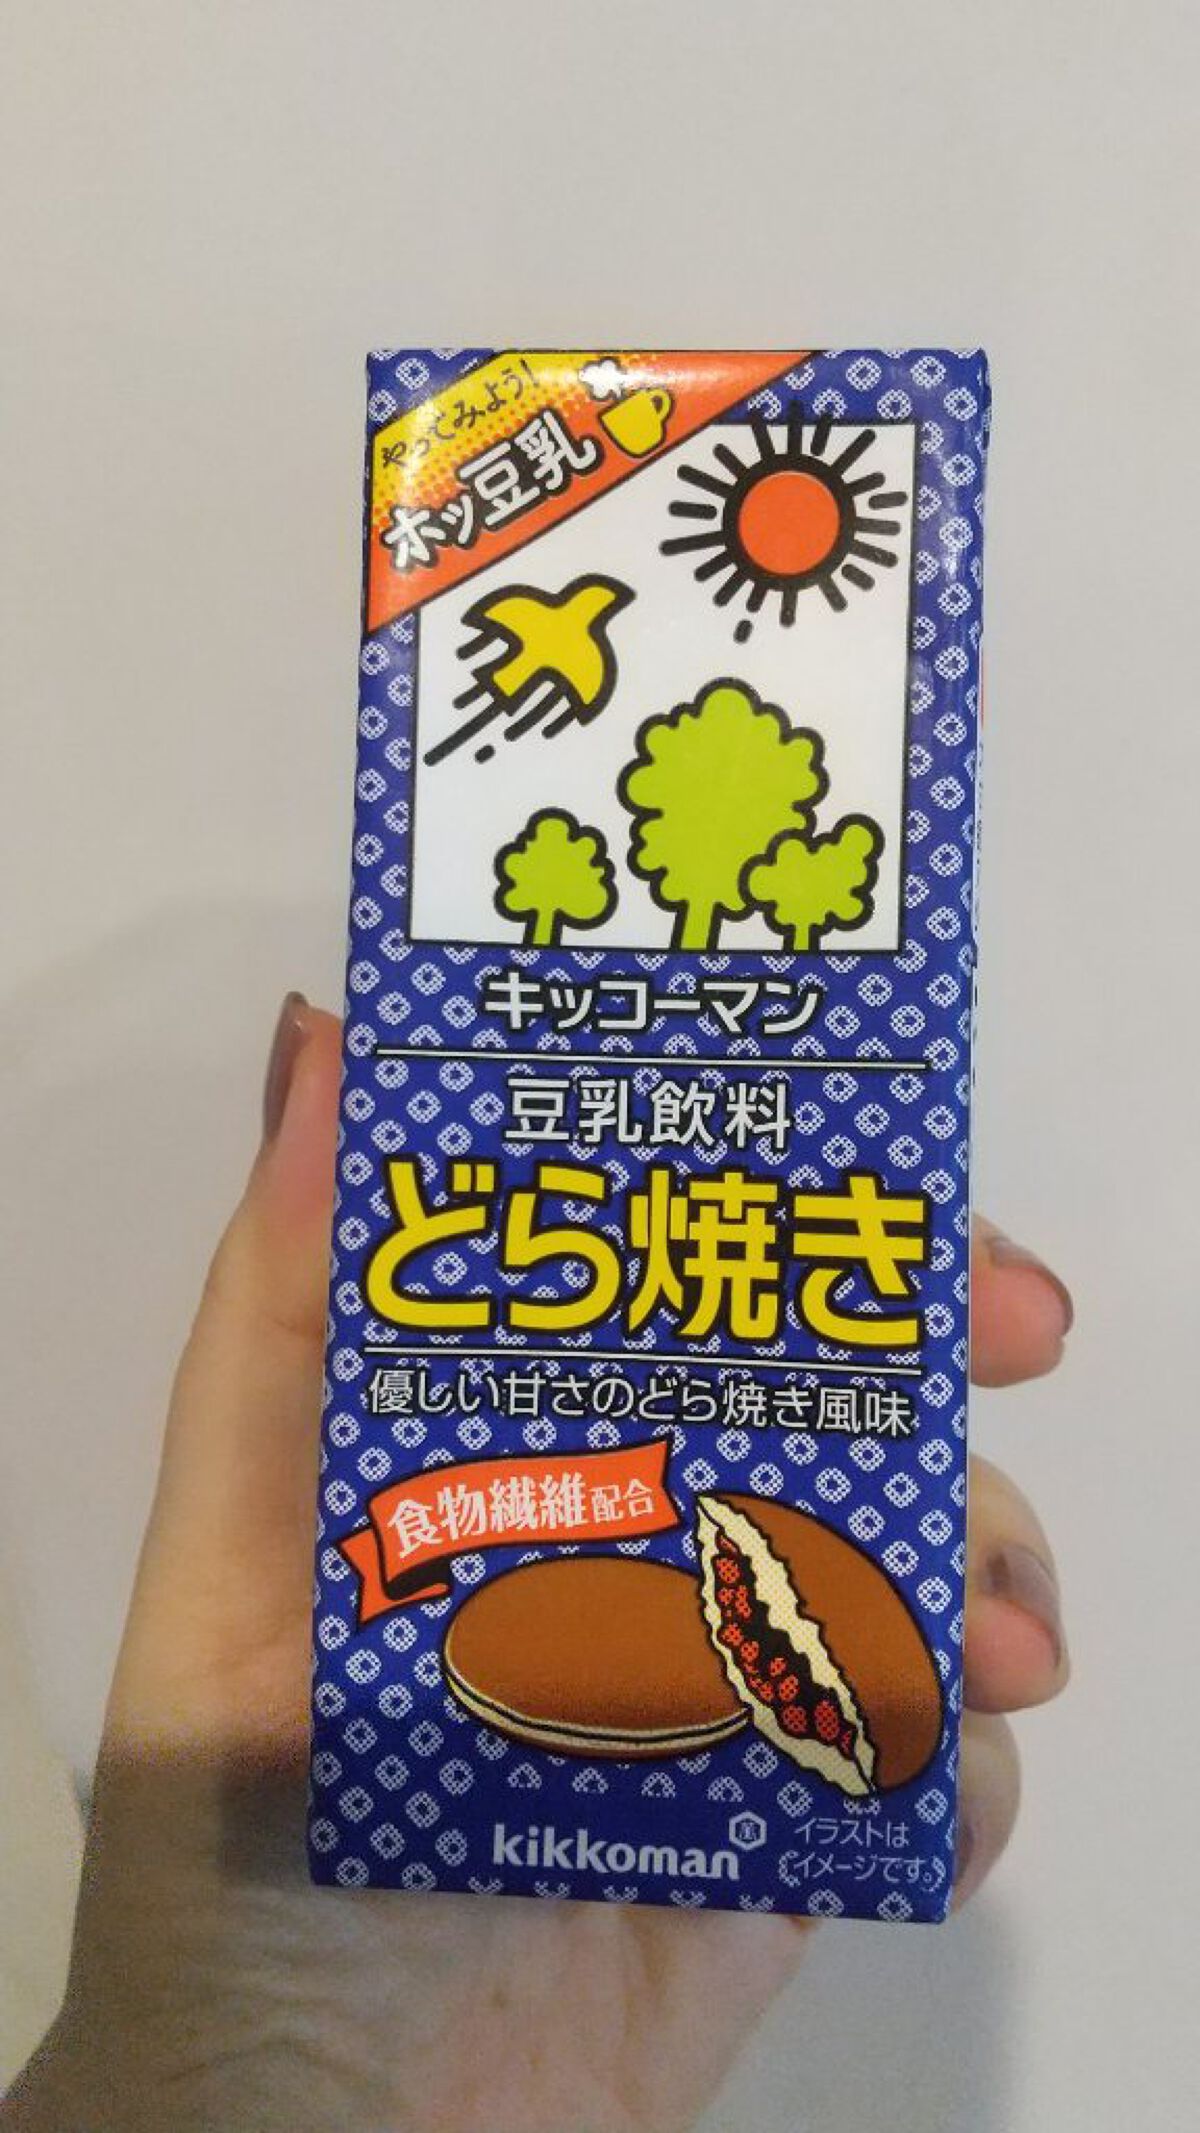 やってみよう!
ホッ豆乳
キッコーマン
豆乳飲料
どら焼き
優しい甘さのどら焼き風味
食物繊維配合
kikkoman
イラストは
イメージです。